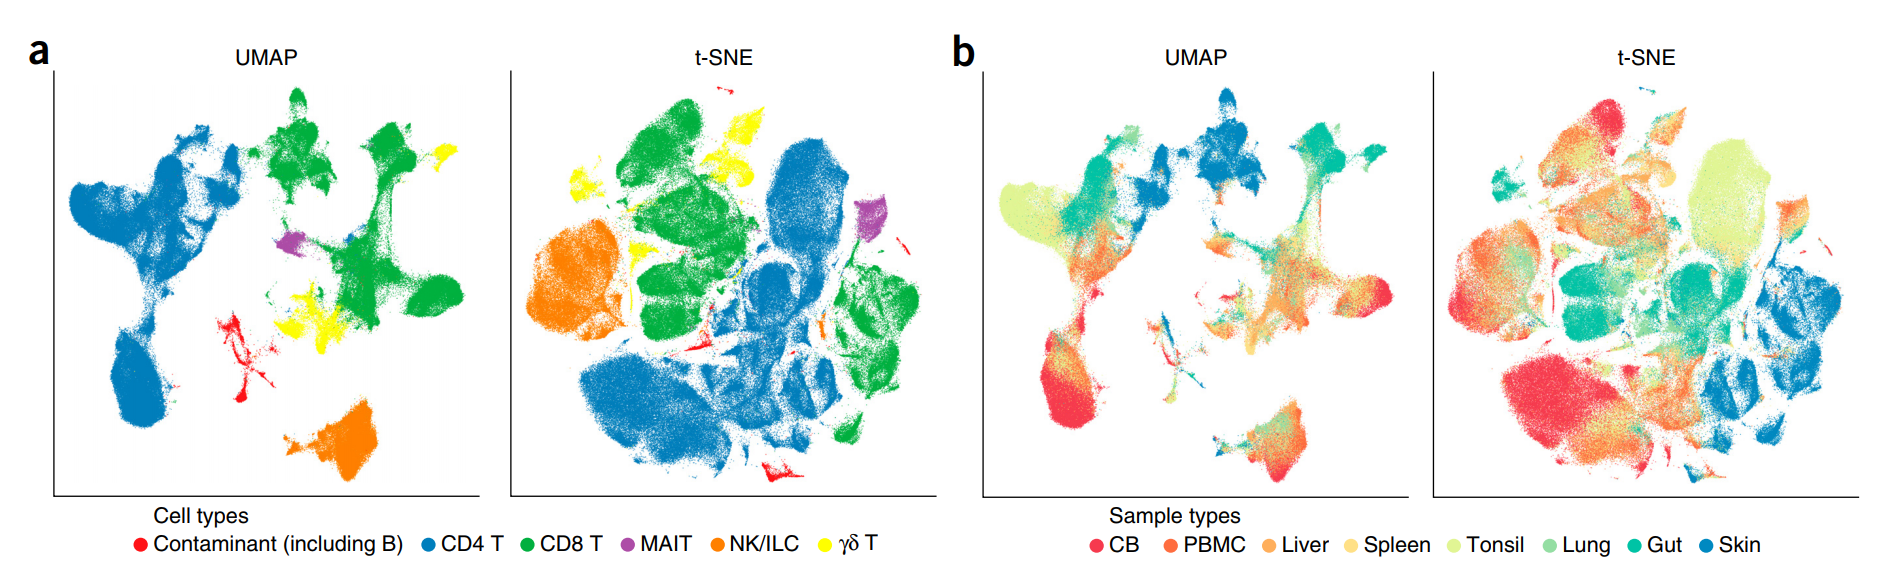 a
UMAP
t-SNE
b
UMAP
t-SNE
Cell types
Contaminant (including B) CD4 T CD8 T MAIT NK/ILC γδ T
Sample types
CB PBMC Liver Spleen Tonsil Lung Gut Skin